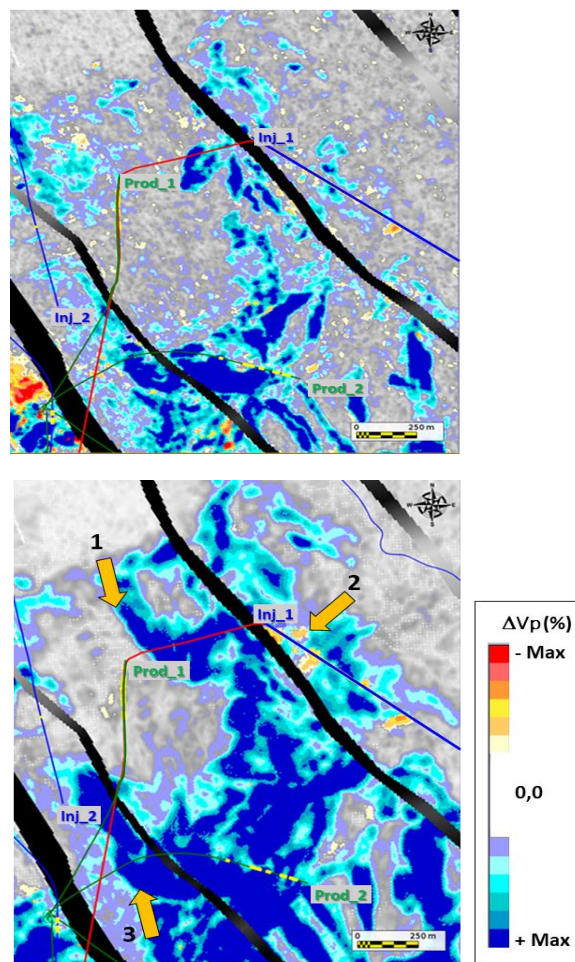 N
W E
S
Inj_1
Prod_1
Inj_2
Prod_2
0 250 m
N
W E
S
1
2
Inj_1
Prod_1
Inj_2
Prod_2
3
0 250 m
ΔVp(%)
- Max
0,0
+ Max